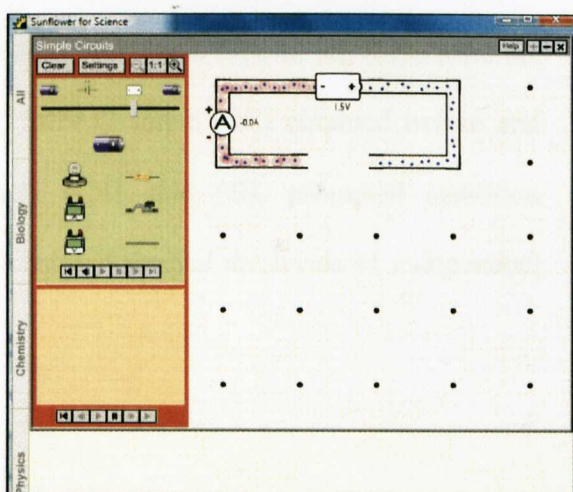 Sunflower for Science
Simple Circuits
Help
Clear
Settings
1:1
All
Biology
Chemistry
Physics
- +
1.5V
+
A
-0.0A
-